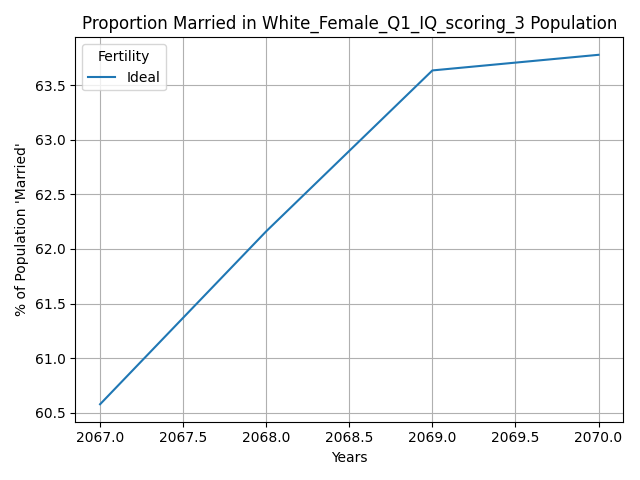 Proportion Married in White_Female_Q1_IQ_scoring_3 Population
Fertility
Ideal
% of Population 'Married'
63.5
63.0
62.5
62.0
61.5
61.0
60.5
2067.0 2067.5 2068.0 2068.5 2069.0 2069.5 2070.0
Years